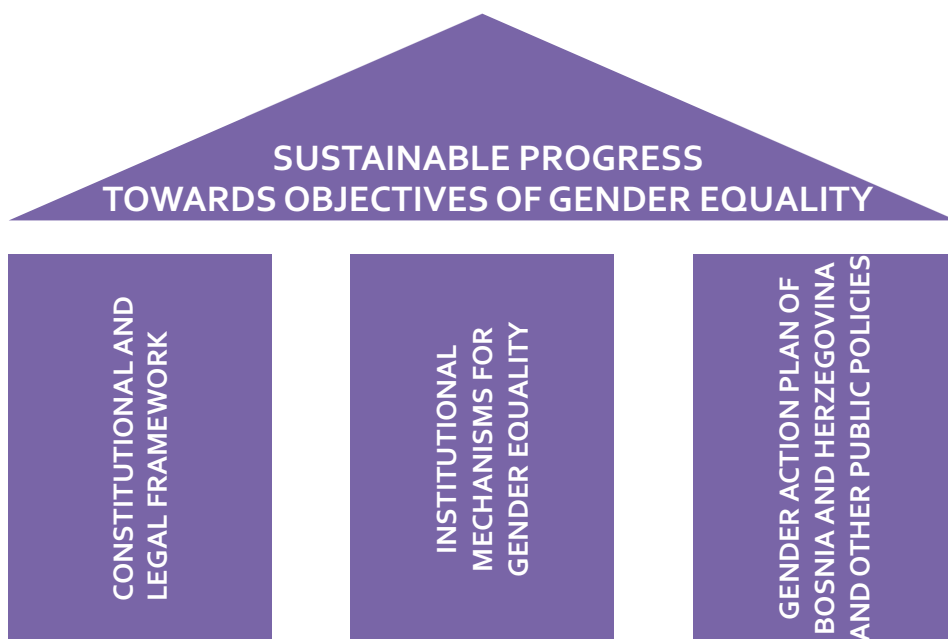 SUSTAINABLE PROGRESS
TOWARDS OBJECTIVES OF GENDER EQUALITY
CONSTITUTIONAL AND
LEGAL FRAMEWORK
INSTITUTIONAL
MECHANISMS FOR
GENDER EQUALITY
GENDER ACTION PLAN OF
BOSNIA AND HERZEGOVINA
AND OTHER PUBLIC POLICIES